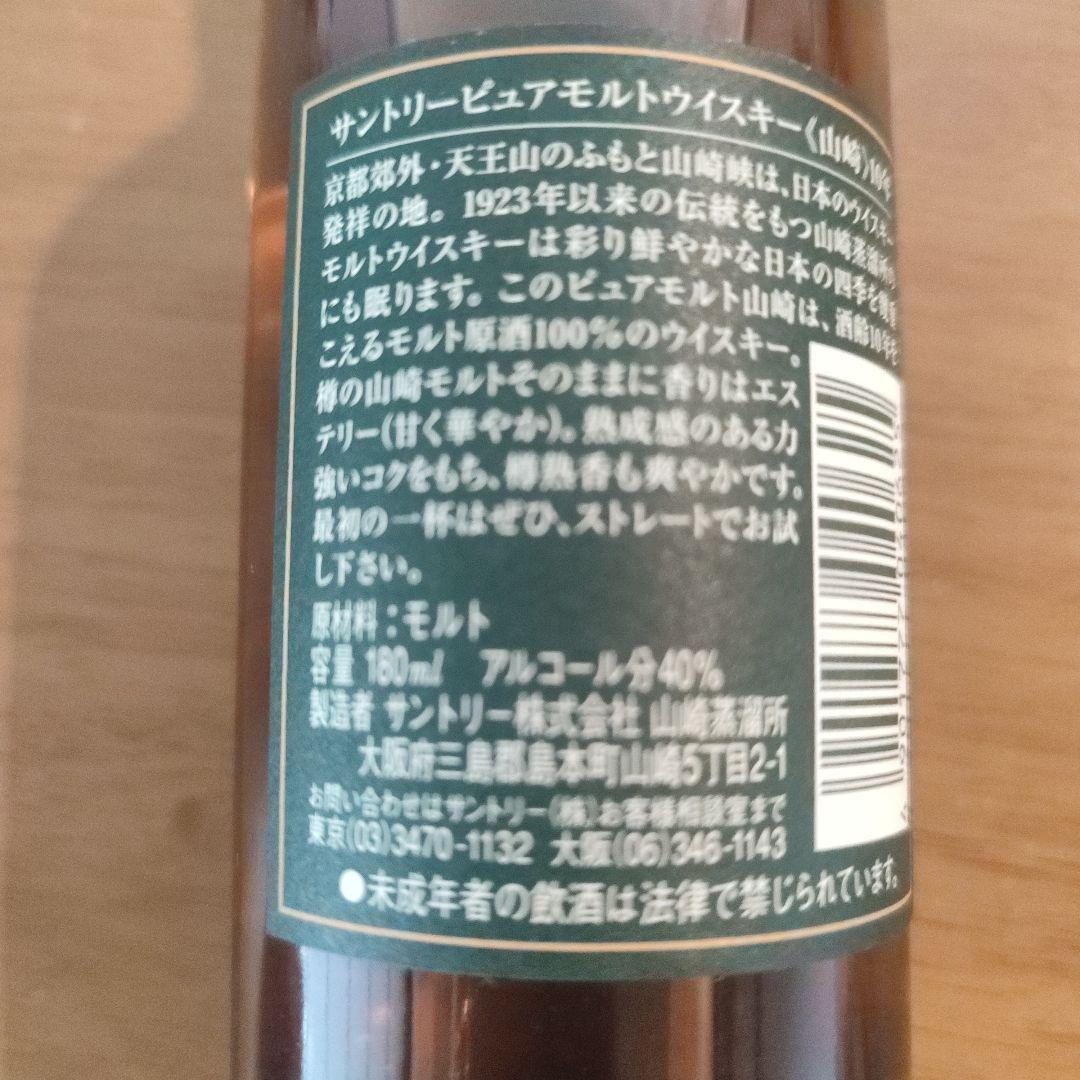 サントリーピュアモルトウイスキー《山崎》10年
京都郊外・天王山のふもと山崎峡は、日本のウイスキー
発祥の地。1923年以来の伝統をもつ山崎蒸溜所の
モルトウイスキーは彩り鮮やかな日本の四季を
にも眠ります。このピュアモルト山崎は、酒齢10年を
こえるモルト原酒100%のウイスキー。
樽の山崎モルトそのままに香りはエス
テリー(甘く華やか)。熟成感のある力
強いコクをもち、樽熟香も爽やかです。
最初の一杯はぜひ、ストレートでお試
し下さい。
原材料:モルト
容量 180ml アルコール分40%
製造者 サントリー株式会社 山崎蒸溜所
大阪府三島郡島本町山崎5丁目2-1
お問い合わせはサントリー(株)お客様相談室まで
東京(03)3470-1132 大阪(06)346-1143
●未成年者の飲酒は法律で禁じられています。